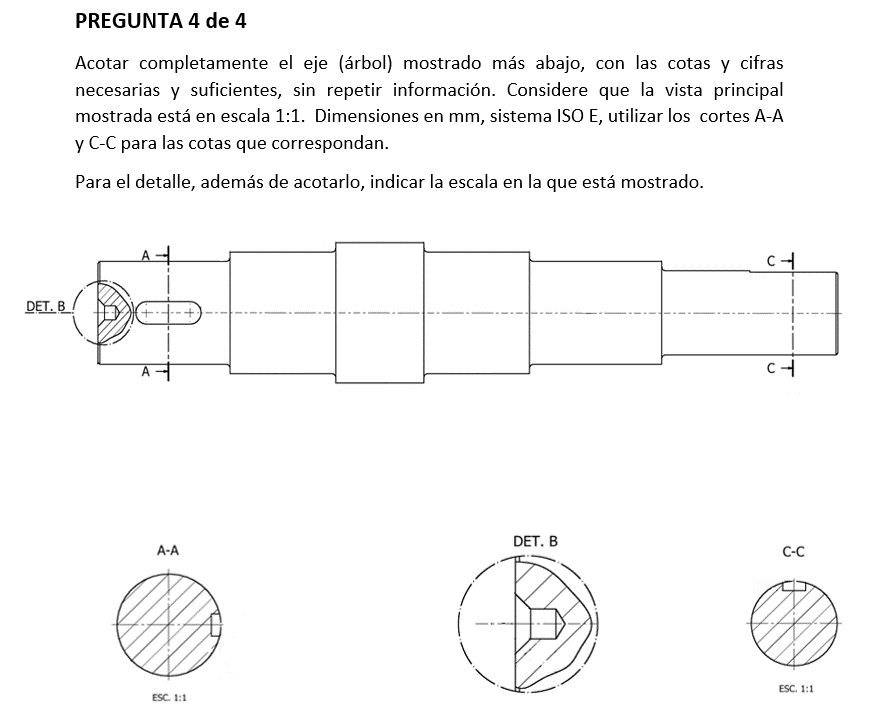 PREGUNTA 4 de 4
Acotar completamente el eje (árbol) mostrado más abajo, con las cotas y cifras
necesarias y suficientes, sin repetir información. Considere que la vista principal
mostrada está en escala 1:1. Dimensiones en mm, sistema ISO E, utilizar los cortes A-A
y C-C para las cotas que correspondan.
Para el detalle, además de acotarlo, indicar la escala en la que está mostrado.
A
C
DET. B
A
C
DET. B
A-A
C-C
ESC. 1:1
ESC. 1:1